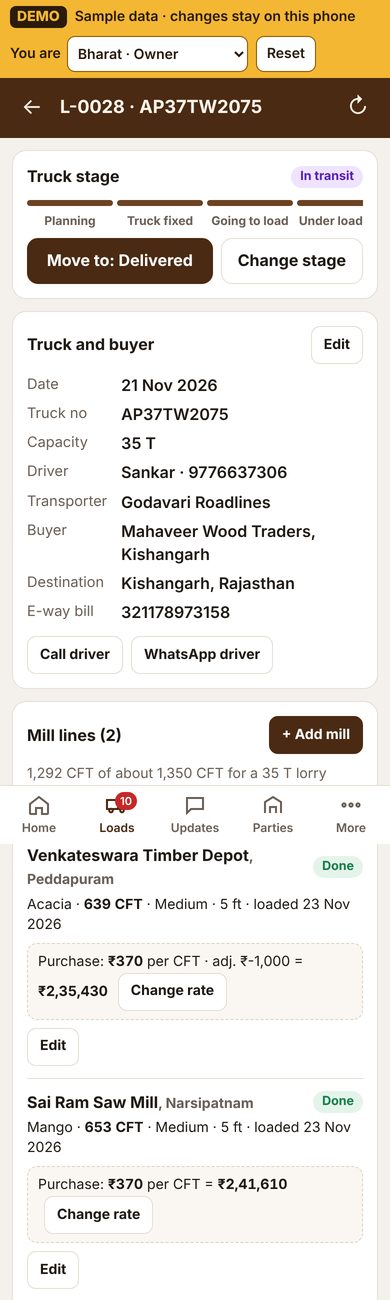 DEMO Sample data · changes stay on this phone
You are Bharat · Owner Reset
L-0028 · AP37TW2075
Truck stage In transit
Planning Truck fixed Going to load Under load
Move to: Delivered Change stage
Truck and buyer Edit
Date 21 Nov 2026
Truck no AP37TW2075
Capacity 35 T
Driver Sankar · 9776637306
Transporter Godavari Roadlines
Buyer Mahaveer Wood Traders,
Kishangarh
Destination Kishangarh, Rajasthan
E-way bill 321178973158
Call driver WhatsApp driver
Mill lines (2) + Add mill
1,292 CFT of about 1,350 CFT for a 35 T lorry
10
Home Loads Updates Parties More
Venkateswara Timber Depot, Done
Peddapuram
Acacia · 639 CFT · Medium · 5 ft · loaded 23 Nov
2026
Purchase: ₹370 per CFT · adj. ₹-1,000 =
₹2,35,430 Change rate
Edit
Sai Ram Saw Mill, Narsipatnam Done
Mango · 653 CFT · Medium · 5 ft · loaded 23 Nov
2026
Purchase: ₹370 per CFT = ₹2,41,610
Change rate
Edit